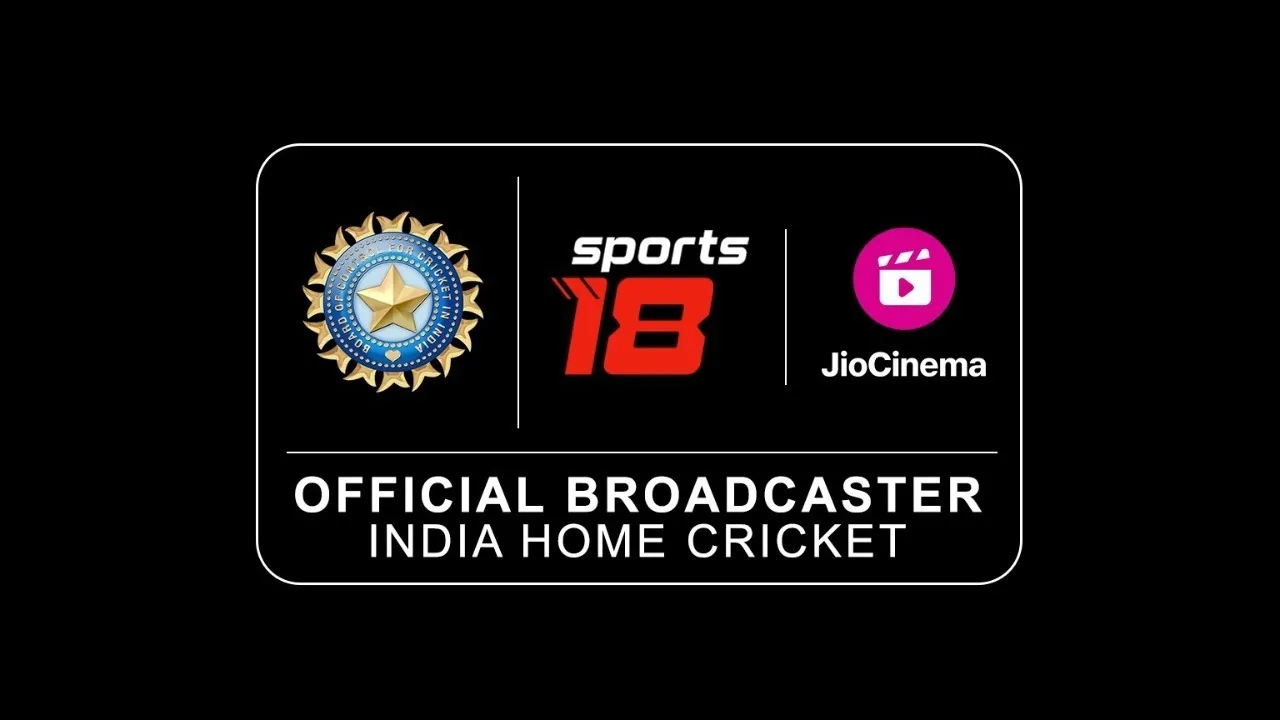 BOARD OF CONTROL FOR CRICKET IN INDIA
sports
18
JioCinema
OFFICIAL BROADCASTER
INDIA HOME CRICKET